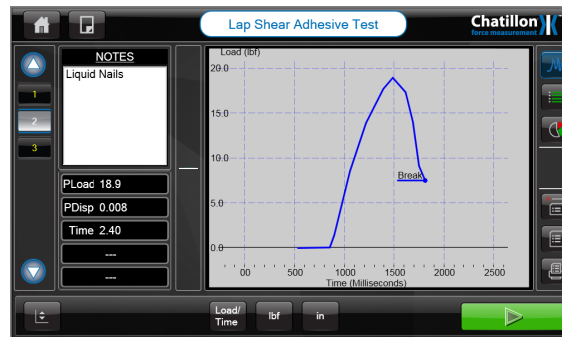 Lap Shear Adhesive Test
Chatillon
force measurement
NOTES
Liquid Nails
1
2
3
PLoad 18.9
PDisp 0.008
Time 2.40
---
---
Load (lbf)
20.0
15.0
10.0
5.0
0.0
Break
00 500 1000 1500 2000 2500
Time (Milliseconds)
Load/
Time
lbf
in